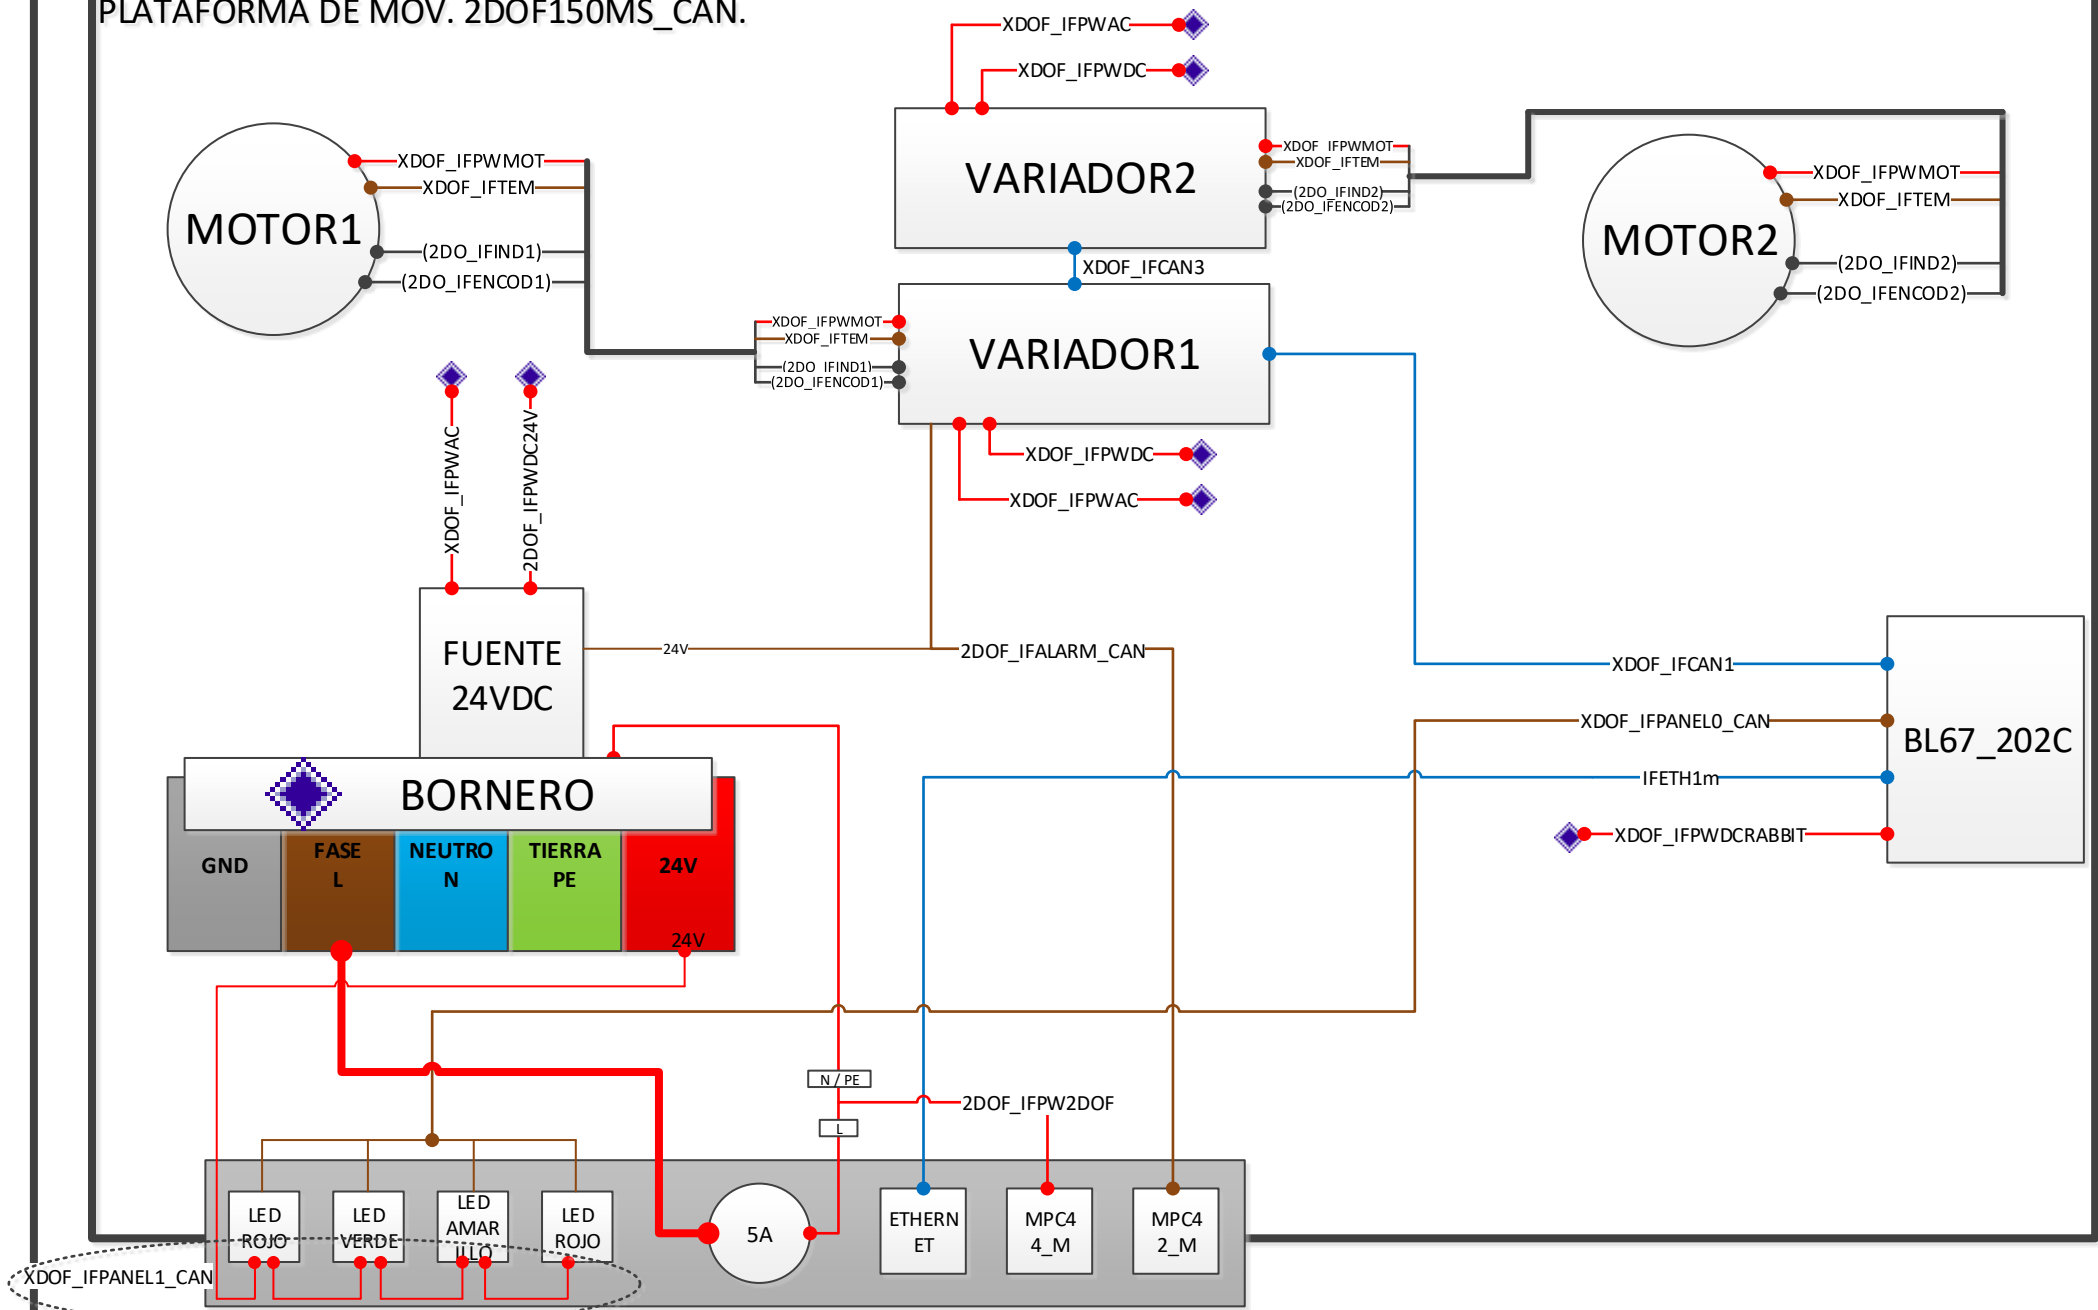 PLATAFORMA DE MOV. 2DOF150MS_CAN.
XDOF_IFPWAC
XDOF_IFPWDC
VARIADOR2
XDOF_IFPWMOT
XDOF_IFTEM
(2DO_IFIND2)
(2DO_IFENCOD2)
MOTOR1
XDOF_IFPWMOT
XDOF_IFTEM
(2DO_IFIND1)
(2DO_IFENCOD1)
MOTOR2
XDOF_IFPWMOT
XDOF_IFTEM
(2DO_IFIND2)
(2DO_IFENCOD2)
XDOF_IFCAN3
XDOF_IFPWMOT
XDOF_IFTEM
(2DO_IFIND1)
(2DO_IFENCOD1)
VARIADOR1
XDOF_IFPWDC
XDOF_IFPWAC
XDOF_IFPWAC
2DOF_IFPWDC24V
FUENTE
24VDC
24V
2DOF_IFALARM_CAN
XDOF_IFCAN1
XDOF_IFPANEL0_CAN
IFETH1m
XDOF_IFPWDCRABBIT
BL67_202C
BORNERO
GND
FASE
L
NEUTRO
N
TIERRA
PE
24V
24V
N / PE
L
2DOF_IFPW2DOF
LED
ROJO
LED
VERDE
LED
AMAR
ILLO
LED
ROJO
5A
ETHERN
ET
MPC4
4_M
MPC4
2_M
XDOF_IFPANEL1_CAN